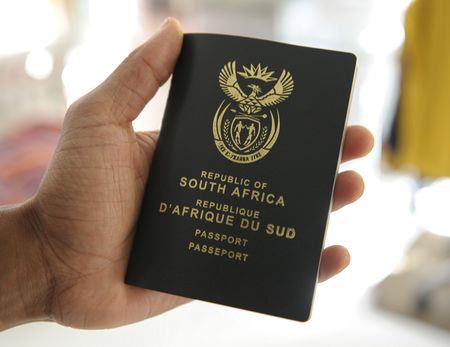 REPUBLIC OF
SOUTH AFRICA
REPUBLIQUE
D'AFRIQUE DU SUD
PASSPORT
PASSEPORT